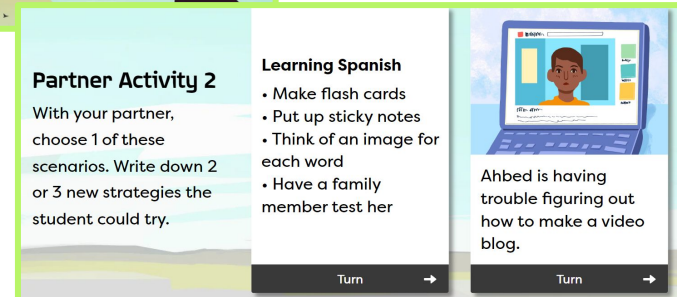 Partner Activity 2
With your partner,
choose 1 of these
scenarios. Write down 2
or 3 new strategies the
student could try.
Learning Spanish
• Make flash cards
• Put up sticky notes
• Think of an image for
each word
• Have a family
member test her
Turn →
Ahbed is having
trouble figuring out
how to make a video
blog.
Turn →